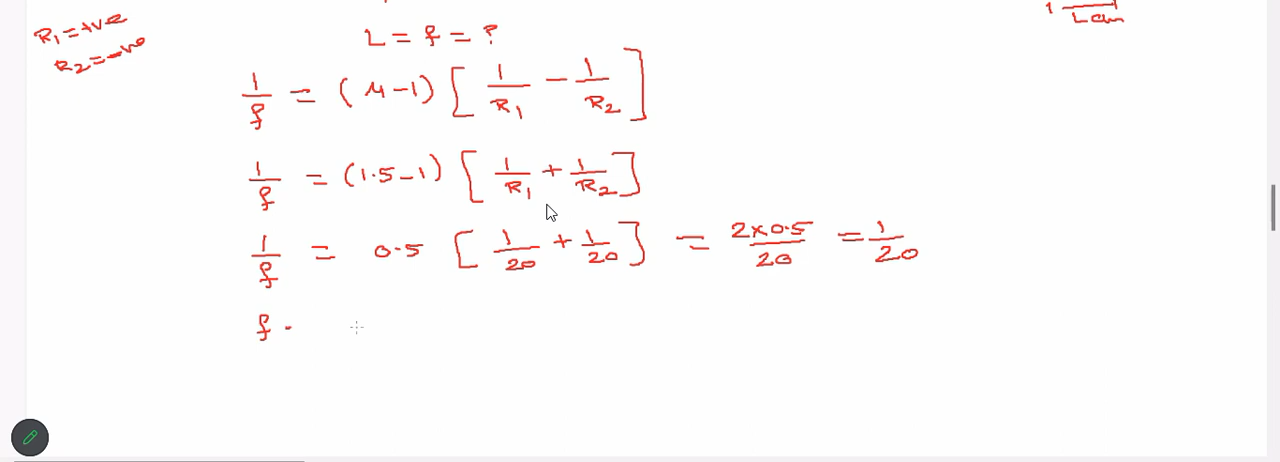 R₁ = +ve
R₂ = -ve
L cm
L = f = ?
1/f = (μ-1) [1/R₁ - 1/R₂]
1/f = (1.5-1) [1/R₁ + 1/R₂]
1/f = 0.5 [1/20 + 1/20] = 2×0.5/20 = 1/20
f